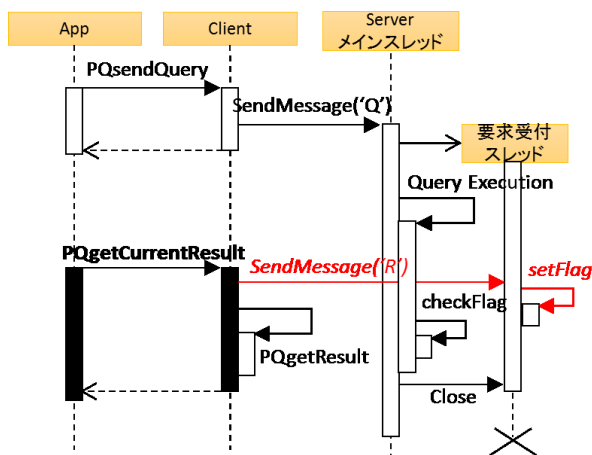 App
Client
Server
メインスレッド
PQsendQuery
SendMessage(‘Q’)
要求受付
スレッド
Query Execution
PQgetCurrentResult
SendMessage(‘R’)
setFlag
checkFlag
PQgetResult
Close